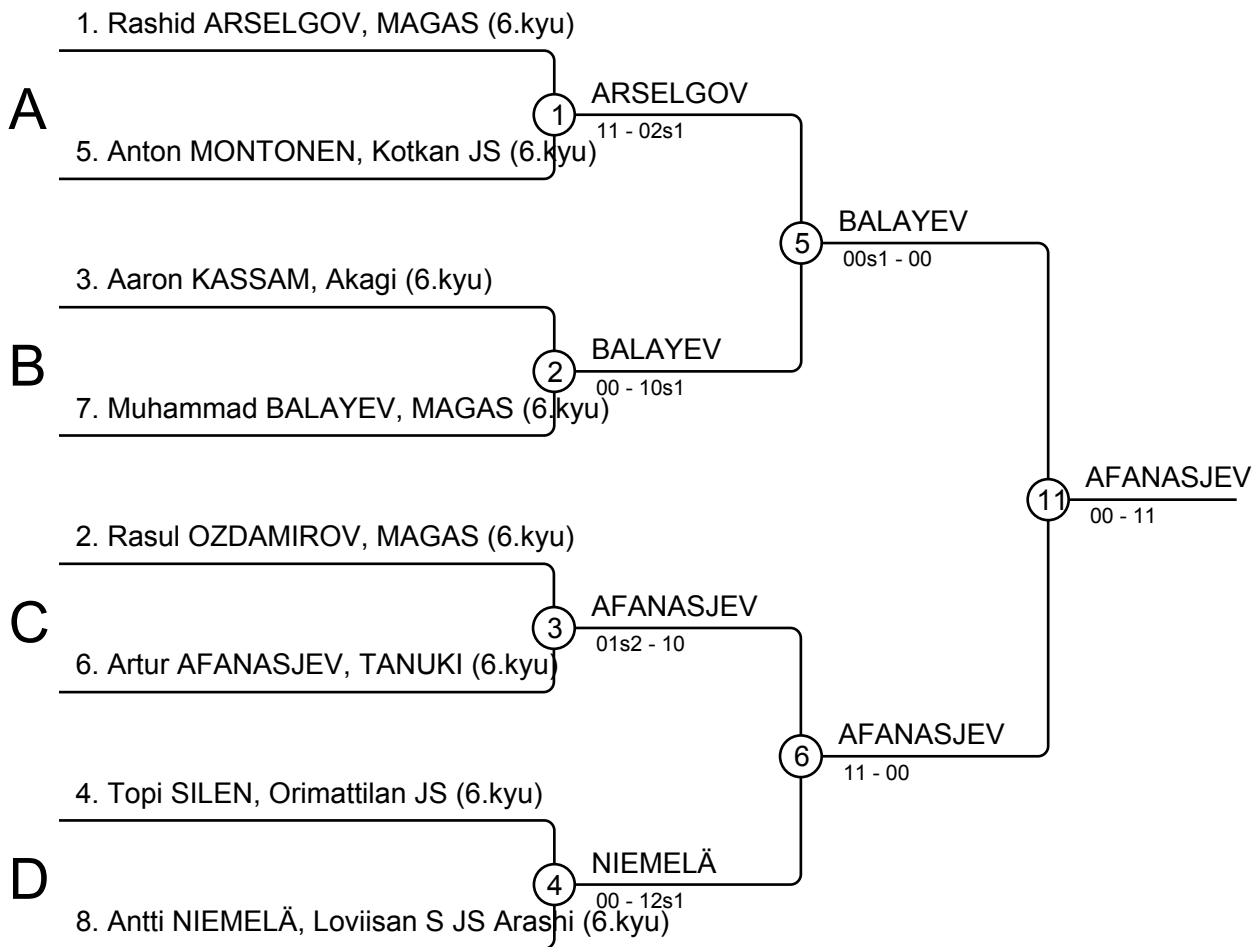 1. Rashid ARSELGOV, MAGAS (6.kyu)
A
1
ARSELGOV
11 - 02s1
5. Anton MONTONEN, Kotkan JS (6.kyu)
5
BALAYEV
00s1 - 00
3. Aaron KASSAM, Akagi (6.kyu)
B
2
BALAYEV
00 - 10s1
7. Muhammad BALAYEV, MAGAS (6.kyu)
11
AFANASJEV
00 - 11
2. Rasul OZDAMIROV, MAGAS (6.kyu)
C
3
AFANASJEV
01s2 - 10
6. Artur AFANASJEV, TANUKI (6.kyu)
6
AFANASJEV
11 - 00
4. Topi SILEN, Orimattilan JS (6.kyu)
D
4
NIEMELÄ
00 - 12s1
8. Antti NIEMELÄ, Loviisan S JS Arashi (6.kyu)